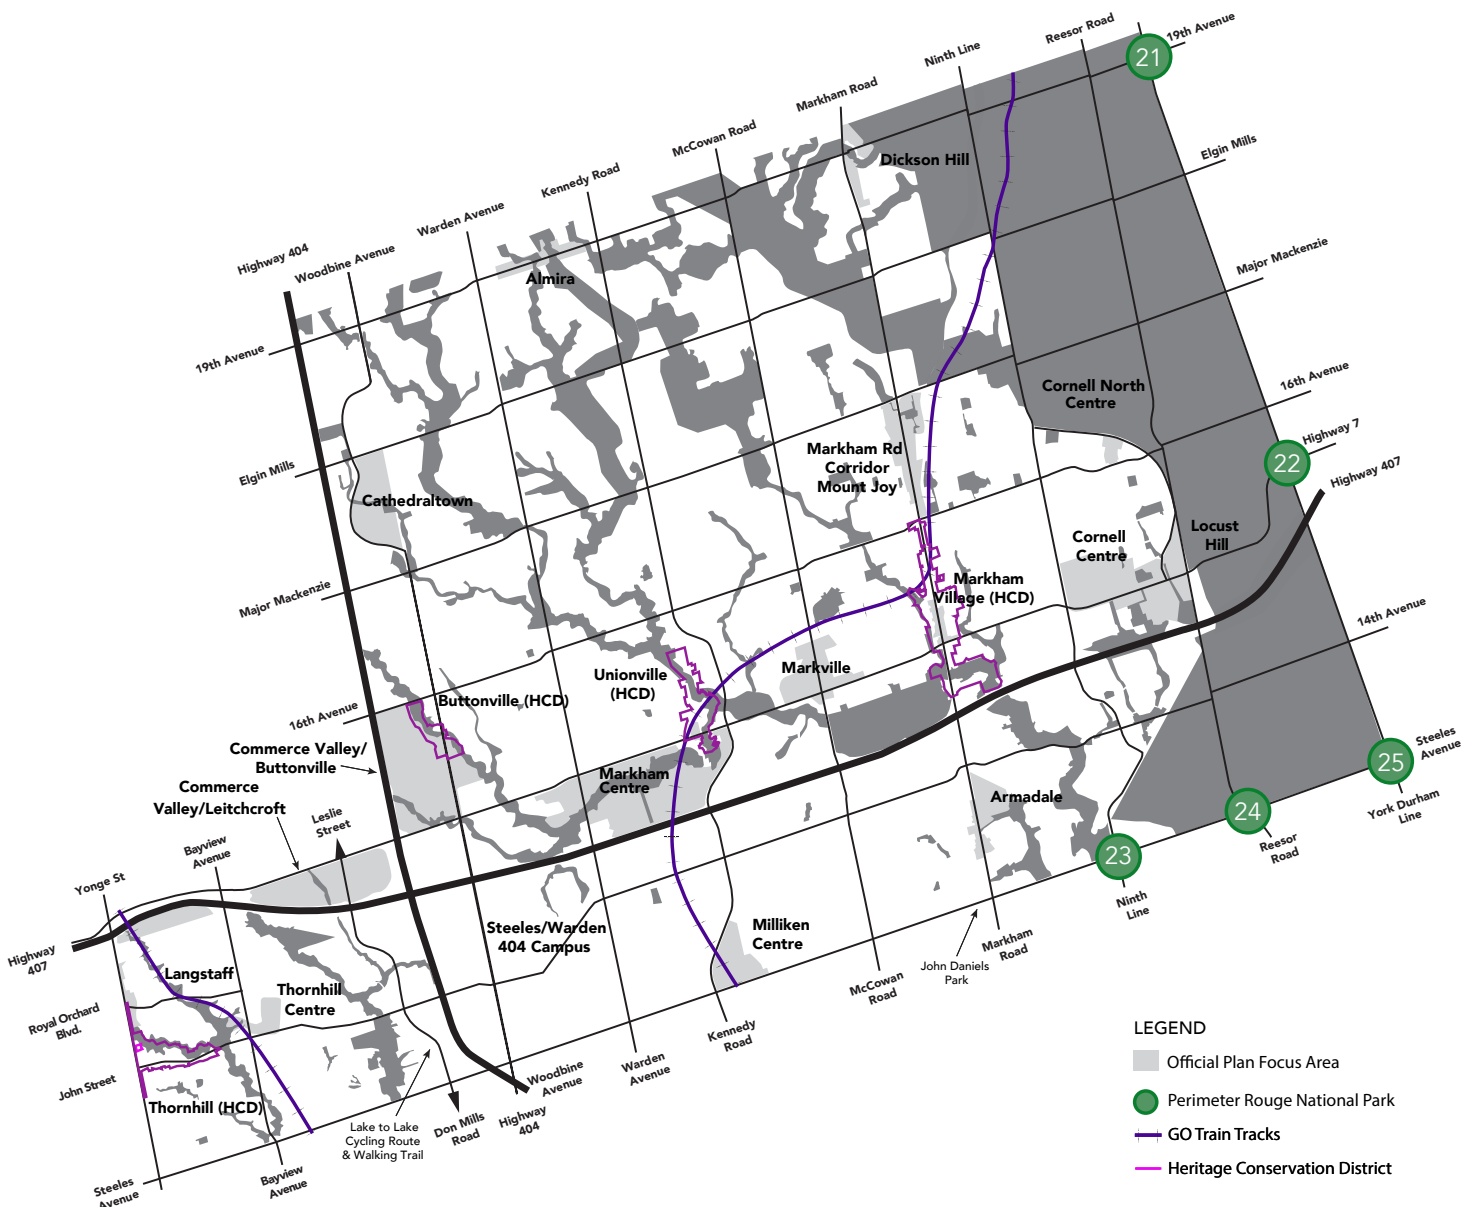 Reesor Road
19th Avenue
21
Ninth Line
Markham Road
McCowan Road
Kennedy Road
Warden Avenue
Highway 404
Woodbine Avenue
Dickson Hill
Elgin Mills
Almira
Major Mackenzie
19th Avenue
16th Avenue
Cornell North
Centre
Highway 7
22
Highway 407
Markham Rd
Corridor
Mount Joy
Elgin Mills
Cathedraltown
Locust
Hill
Cornell
Centre
Major Mackenzie
Markham
Village (HCD)
14th Avenue
Unionville
(HCD)
Markville
Buttonville (HCD)
16th Avenue
Commerce Valley/
Buttonville
Steeles
Avenue
25
Markham
Centre
Commerce
Valley/Leitchcroft
Armadale
York Durham
Line
24
Leslie
Street
Bayview
Avenue
Reesor
Road
23
Yonge St
Ninth
Line
Steeles/Warden
404 Campus
Milliken
Centre
Markham
Road
Highway
407
Langstaff
John Daniels
Park
McCowan
Road
Thornhill
Centre
Royal Orchard
Blvd.
Kennedy
Road
LEGEND
Official Plan Focus Area
Warden
Avenue
Woodbine
Avenue
John Street
Perimeter Rouge National Park
Thornhill (HCD)
Highway
404
Don Mills
Road
Lake to Lake
Cycling Route
& Walking Trail
GO Train Tracks
Heritage Conservation District
Bayview
Avenue
Steeles
Avenue